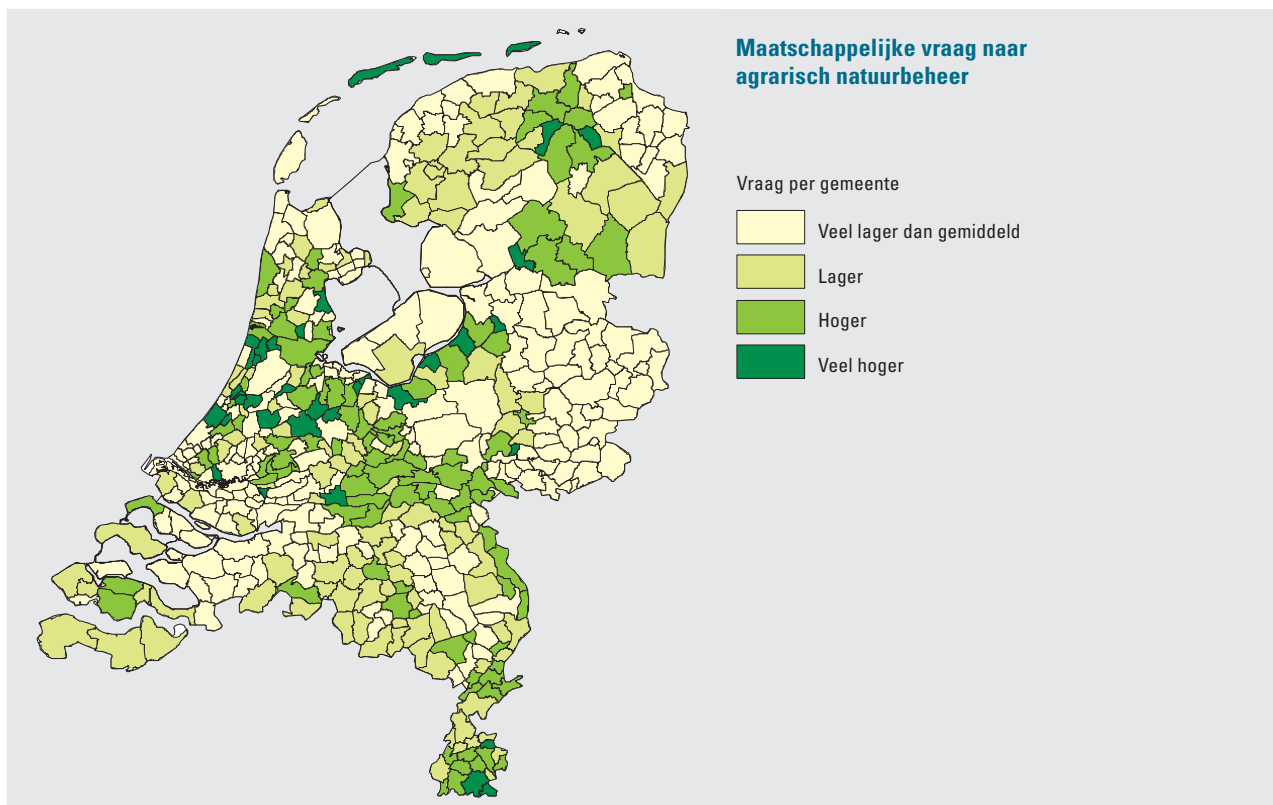 Maatschappelijke vraag naar
agrarisch natuurbeheer
Vraag per gemeente
Veel lager dan gemiddeld
Lager
Hoger
Veel hoger